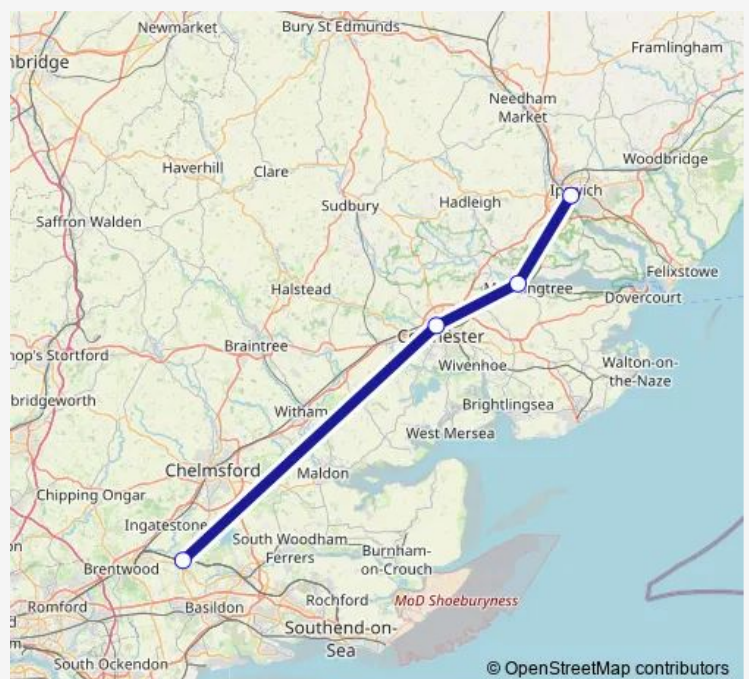 Newmarket
Bury St Edmunds
Framlingham
nbridge
Needham
Market
Woodbridge
Haverhill
Clare
Sudbury
Hadleigh
Saffron Walden
Felixstowe
Halstead
Dovercourt
hop's Stortford
Braintree
Wivenhoe
Walton-on-
the-Naze
bridgeworth
Witham
Brightlingsea
West Mersea
Chelmsford
Maldon
Chipping Ongar
Ingatestone
South Woodham
Ferrers
Burnham-
on-Crouch
Brentwood
Romford
Basildon
Rochford
MoD Shoeburyness
Southend-on-
Sea
South Ockendon
© OpenStreetMap contributors